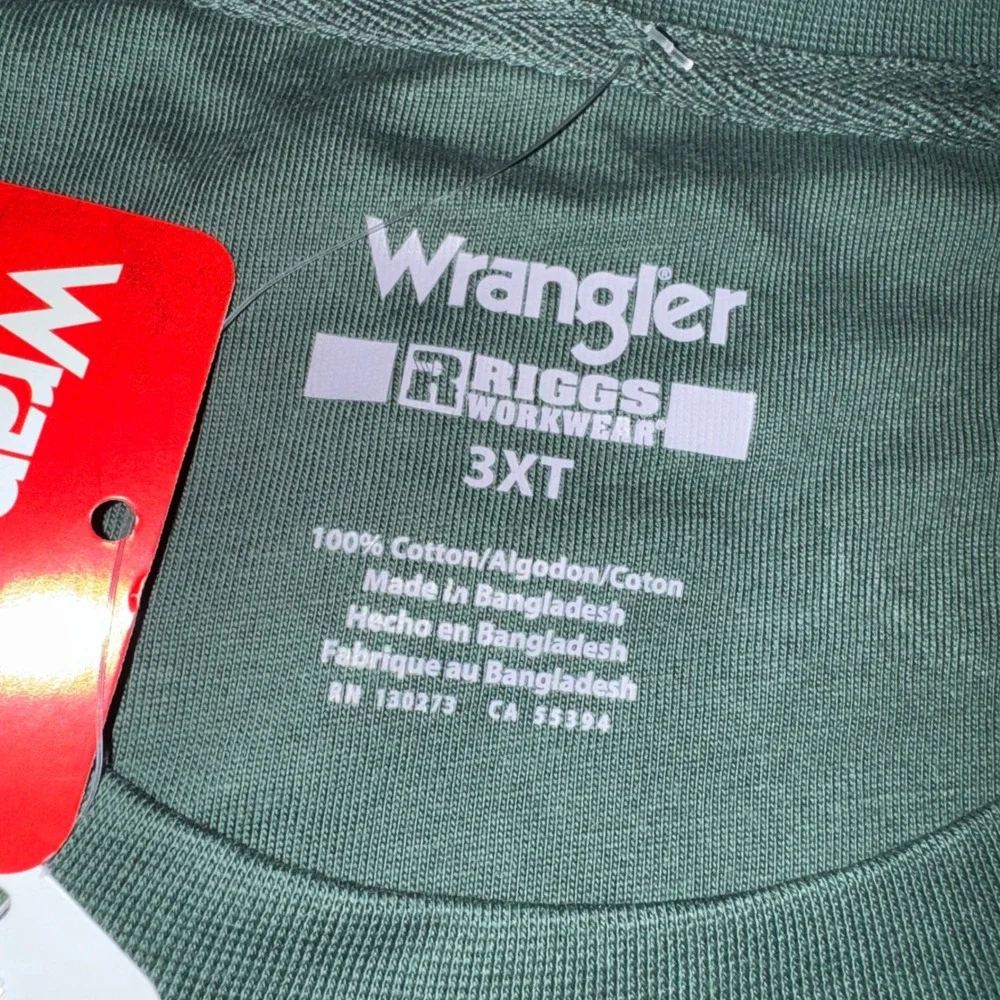 Wrangler®
RIGGS
WORKWEAR®
3XT
100% Cotton/Algodon/Coton
Made in Bangladesh
Hecho en Bangladesh
Fabrique au Bangladesh
RN 130273 CA 55394
Wran